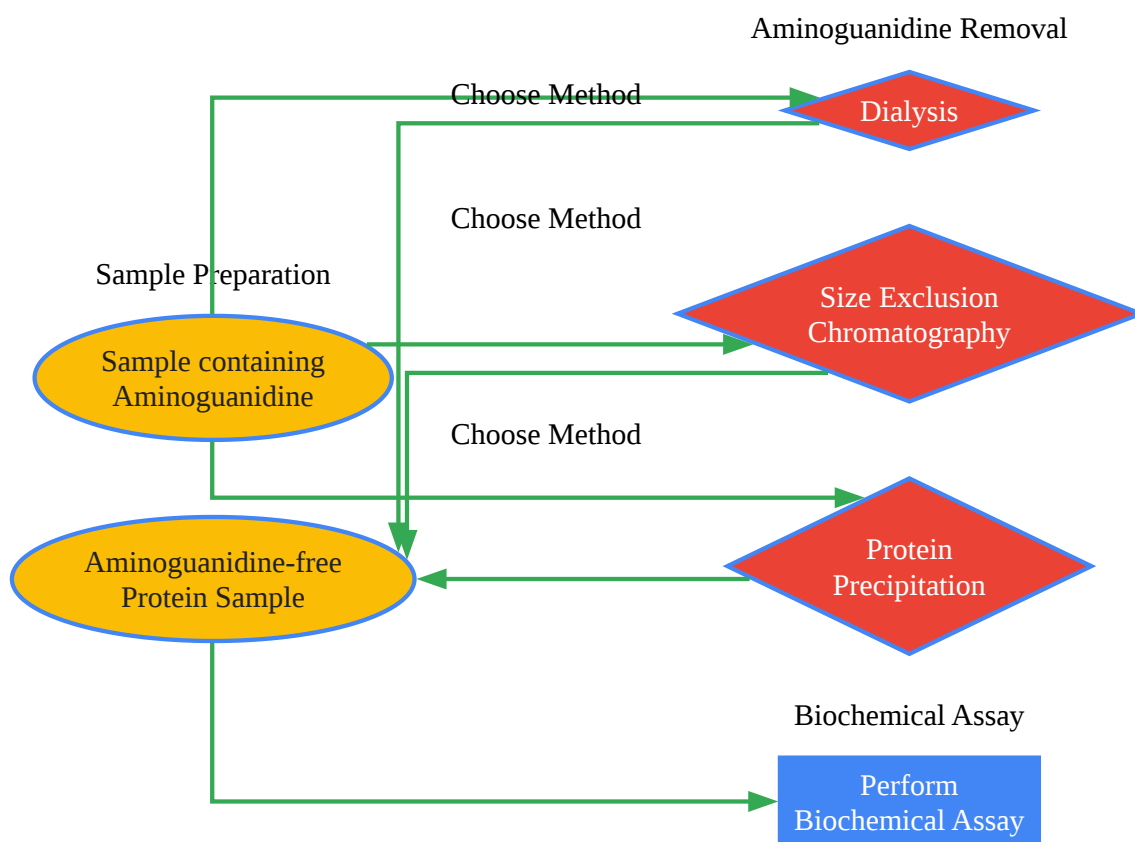 Aminoguanidine Removal
Choose Method
Dialysis
Choose Method
Sample Preparation
Size Exclusion
Chromatography
Sample containing
Aminoguanidine
Choose Method
Aminoguanidine-free
Protein Sample
Protein
Precipitation
Biochemical Assay
Perform
Biochemical Assay